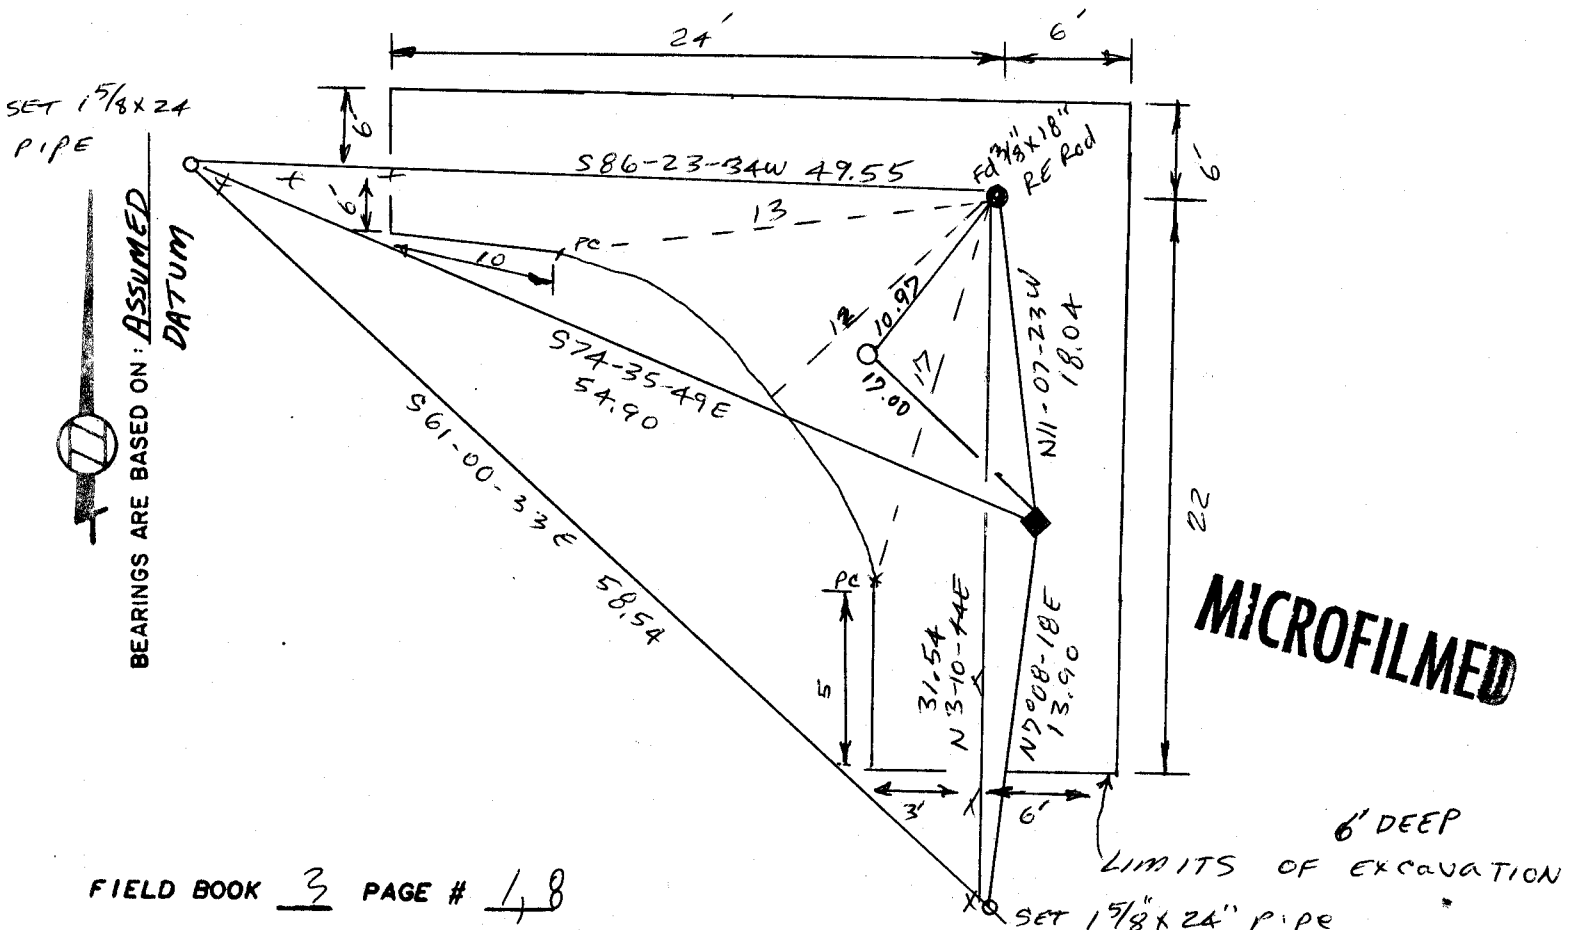 24'
6'
SET 1 5/8 X 24
PIPE
6'
6'
S86-23-34W 49.55
Fd 3/8" X 18"
RE Rod
6'
BEARINGS ARE BASED ON: ASSUMED
DATUM
13
PC
10
12
10.97
17
17.00
N11-07-23W
18.04
S74-35-49E
54.90
S61-00-33E 58.54
22
PC
5
31.54
N 3-10-44E
N7°08-18E
13.90
MICROFILMED
3'
6'
6' DEEP
LIMITS OF EXCAVATION
FIELD BOOK 3 PAGE # 48
SET 1 5/8" X 24" PIPE